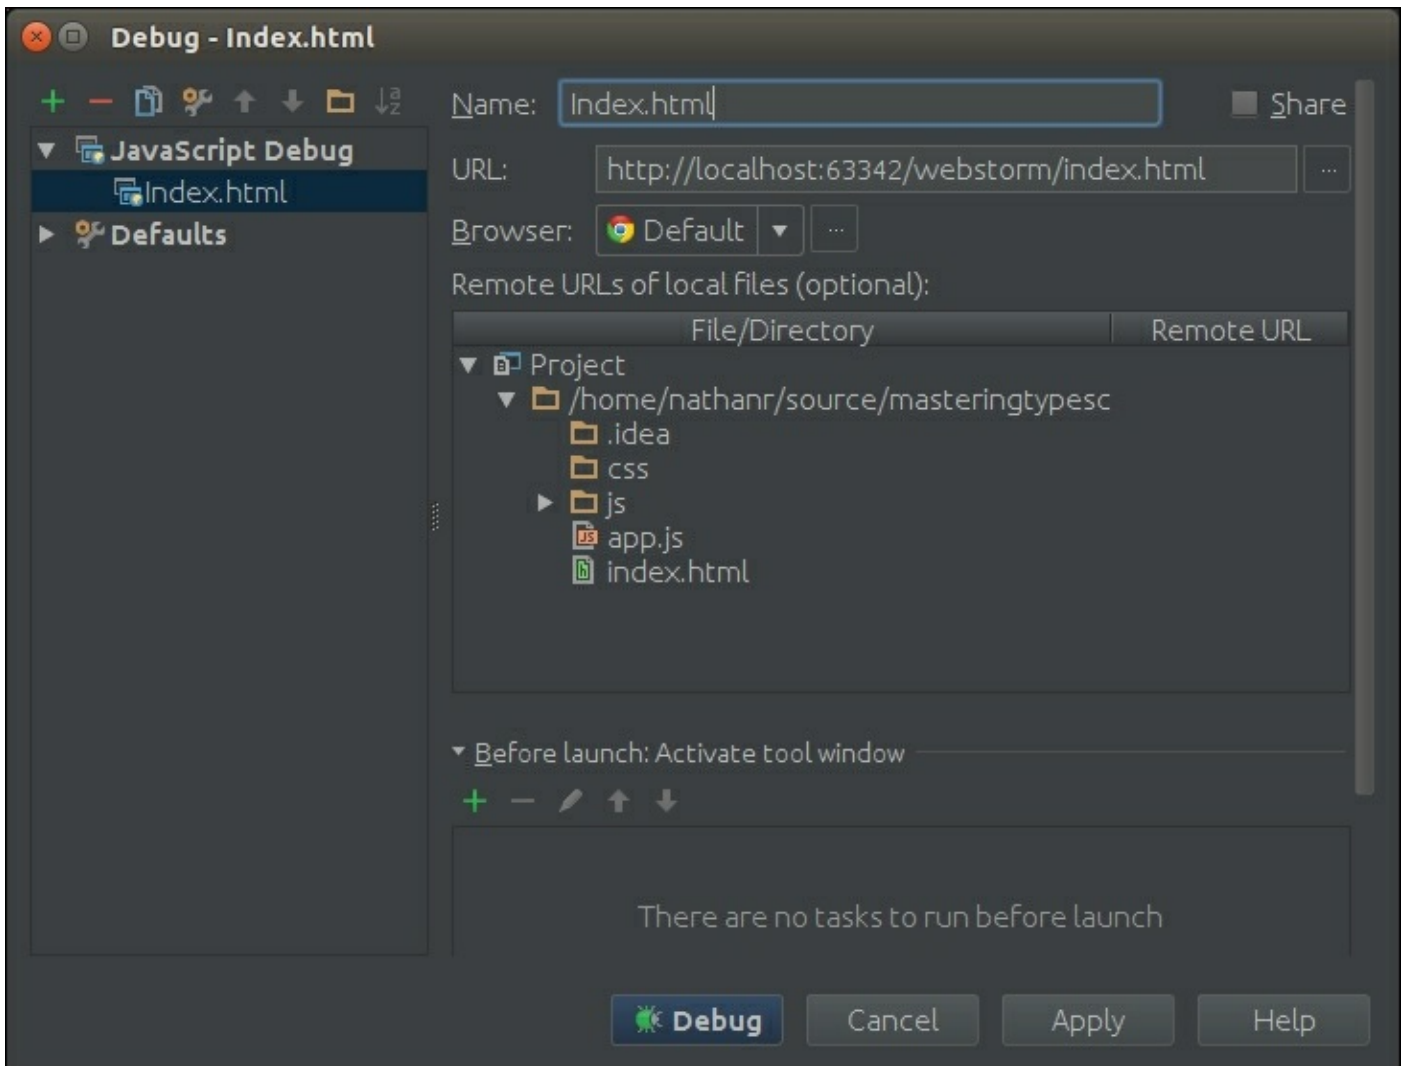 Debug - Index.html
Name: Index.html Share
JavaScript Debug
Index.html
Defaults
URL: http://localhost:63342/webstorm/index.html ...
Browser: Default ...
Remote URLs of local files (optional):
File/Directory Remote URL
Project
/home/nathanr/source/masteringtypesc
.idea
css
js
app.js
index.html
Before launch: Activate tool window
There are no tasks to run before launch
Debug Cancel Apply Help